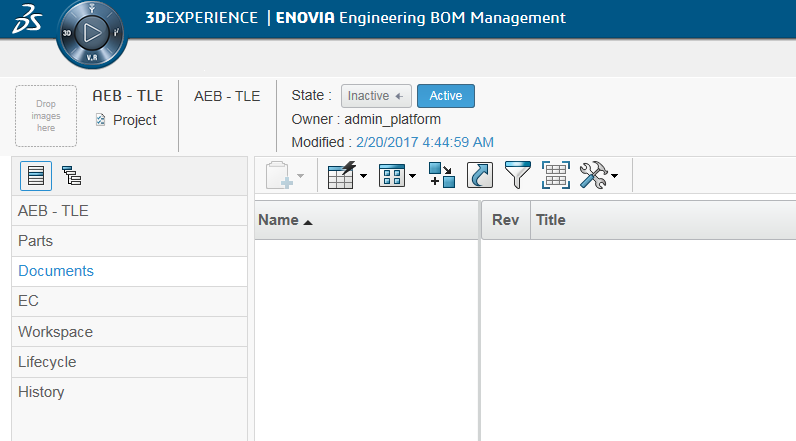 3DEXPERIENCE | ENOVIA Engineering BOM Management
3D
i²
V.R
Drop
images
here
AEB - TLE
Project
AEB - TLE
State :
Inactive
Active
Owner : admin_platform
Modified : 2/20/2017 4:44:59 AM
AEB - TLE
Parts
Documents
EC
Workspace
Lifecycle
History
Name
Rev
Title